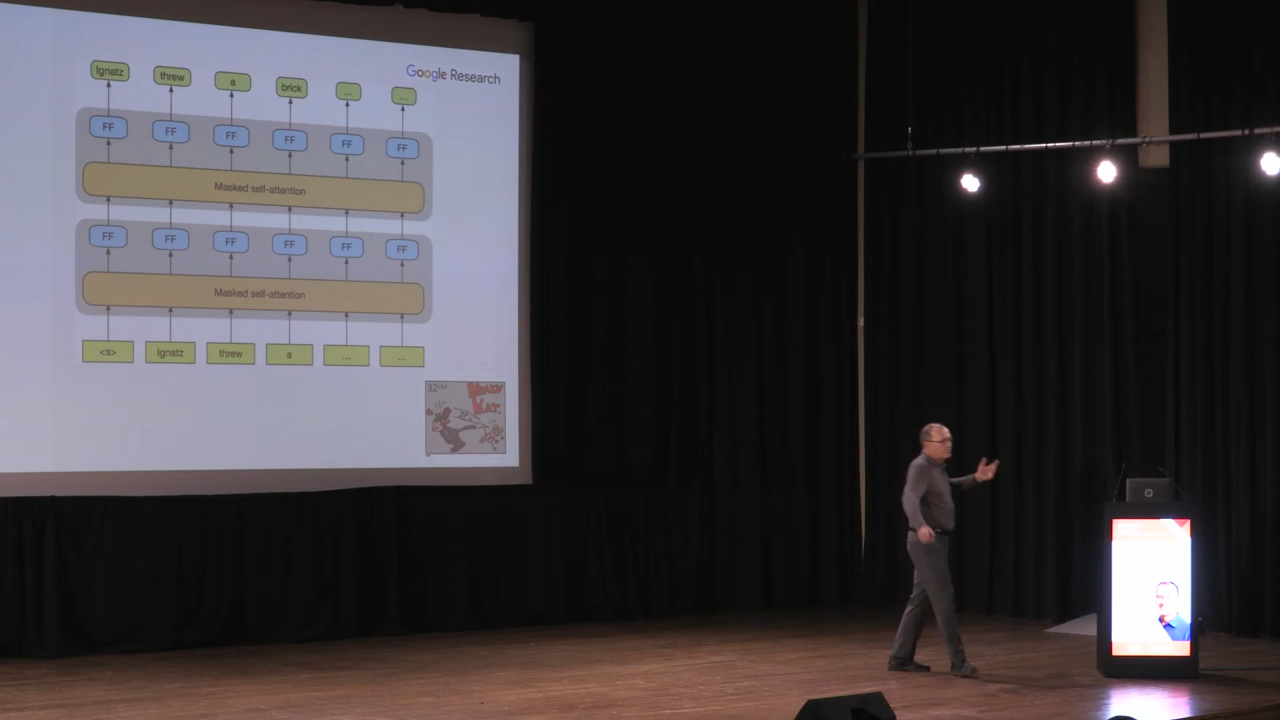 Google Research
Ignatz threw a brick ... ...
FF FF FF FF FF FF
Masked self-attention
FF FF FF FF FF FF
Masked self-attention
<s> Ignatz threw a ... ...
KRAZY
KAT.